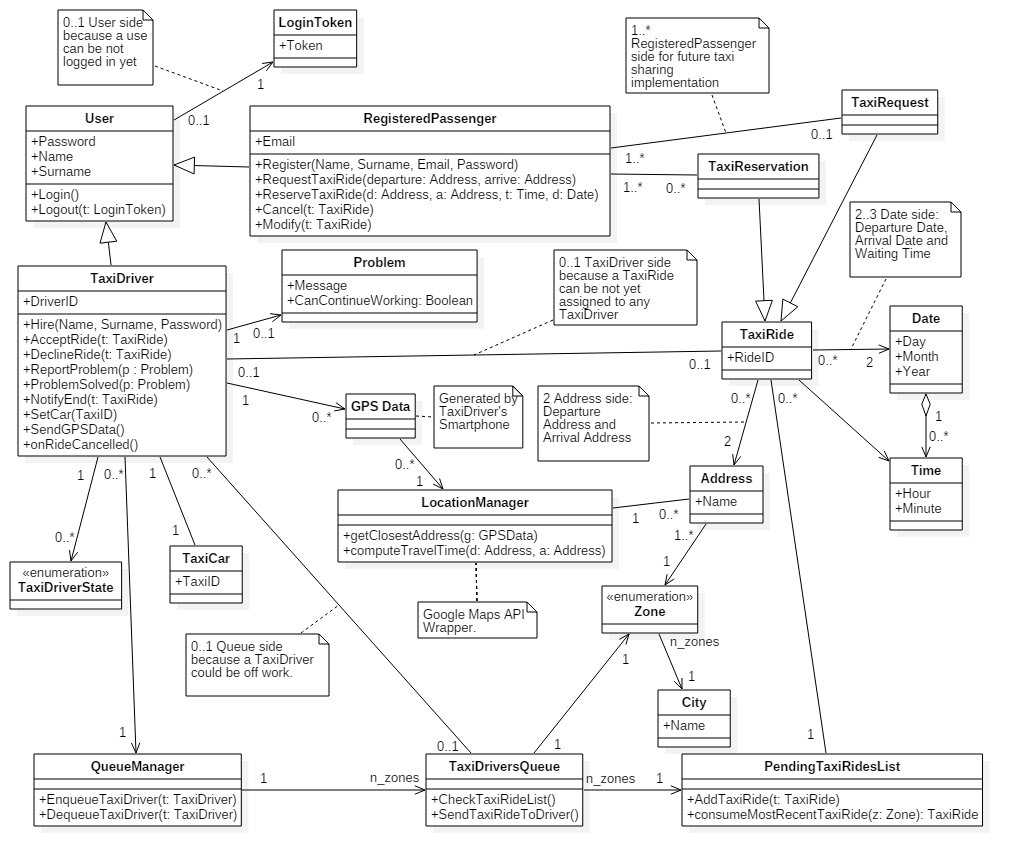 0..1 User side
because a use
can be not
logged in yet
LoginToken
+Token
1
0..1
1..*
RegisteredPassenger
side for future taxi
sharing
implementation
TaxiRequest
User
+Password
+Name
+Surname
+Login()
+Logout(t: LoginToken)
RegisteredPassenger
+Email
+Register(Name, Surname, Email, Password)
+RequestTaxiRide(departure: Address, arrive: Address)
+ReserveTaxiRide(d: Address, a: Address, t: Time, d: Date)
+Cancel(t: TaxiRide)
+Modify(t: TaxiRide)
0..1
1..*
TaxiReservation
1..*
0..*
2..3 Date side:
Departure Date,
Arrival Date and
Waiting Time
TaxiDriver
+DriverID
+Hire(Name, Surname, Password)
+AcceptRide(t: TaxiRide)
+DeclineRide(t: TaxiRide)
+ReportProblem(p : Problem)
+ProblemSolved(p: Problem)
+NotifyEnd(t: TaxiRide)
+SetCar(TaxiID)
+SendGPSData()
+onRideCancelled()
Problem
+Message
+CanContinueWorking: Boolean
1
0..1
0..1 TaxiDriver side
because a TaxiRide
can be not yet
assigned to any
TaxiDriver
TaxiRide
+RideID
0..1
0..1
0..*
2
Date
+Day
+Month
+Year
1
0..*
1
0..*
GPS Data
Generated by
TaxiDriver's
Smartphone
2 Address side:
Departure
Address and
Arrival Address
0..*
0..*
2
0..*
1
Time
+Hour
+Minute
Address
+Name
LocationManager
+getClosestAddress(g: GPSData)
+computeTravelTime(d: Address, a: Address)
1
0..*
1..*
1
1
0..*
1
0..*
0..*
1
«enumeration»
TaxiDriverState
TaxiCar
+TaxiID
Google Maps API
Wrapper.
«enumeration»
Zone
n_zones
1
0..1 Queue side
because a TaxiDriver
could be off work.
1
City
+Name
1
0..1
1
1
QueueManager
+EnqueueTaxiDriver(t: TaxiDriver)
+DequeueTaxiDriver(t: TaxiDriver)
1
n_zones
TaxiDriversQueue
+CheckTaxiRideList()
+SendTaxiRideToDriver()
n_zones
1
PendingTaxiRidesList
+AddTaxiRide(t: TaxiRide)
+consumeMostRecentTaxiRide(z: Zone): TaxiRide